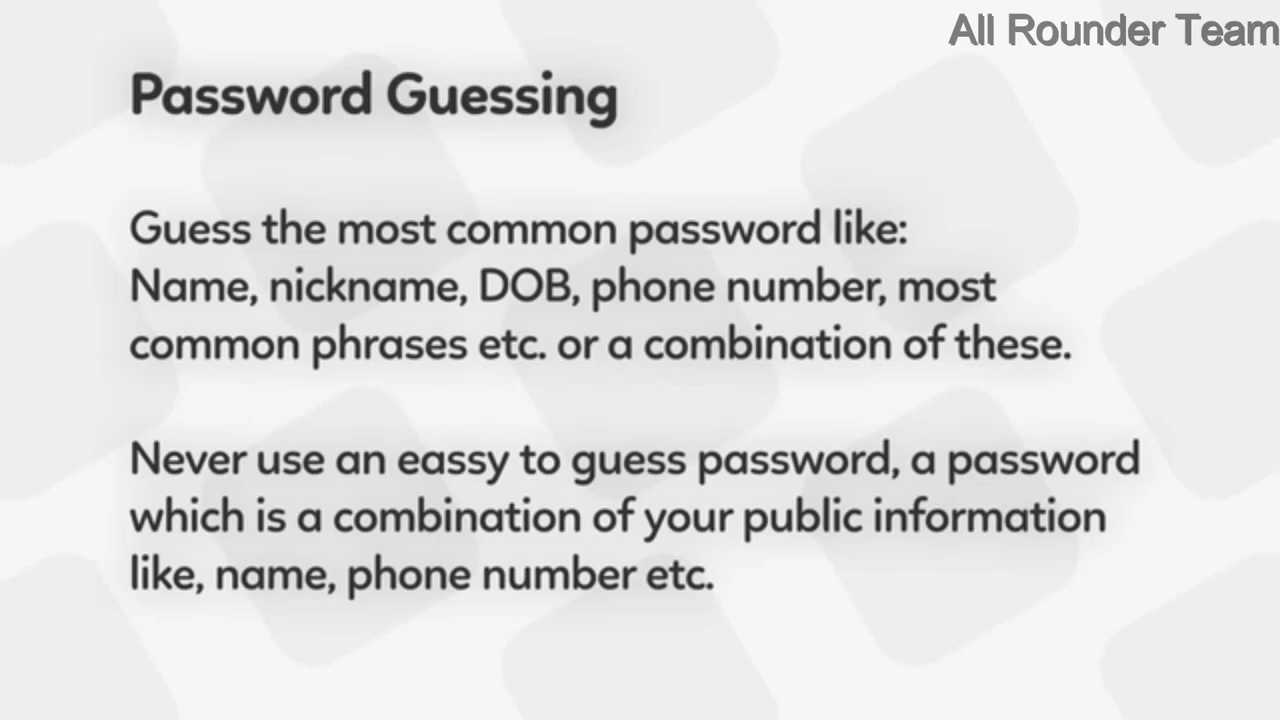 All Rounder Team
Password Guessing
Guess the most common password like:
Name, nickname, DOB, phone number, most
common phrases etc. or a combination of these.
Never use an eassy to guess password, a password
which is a combination of your public information
like, name, phone number etc.